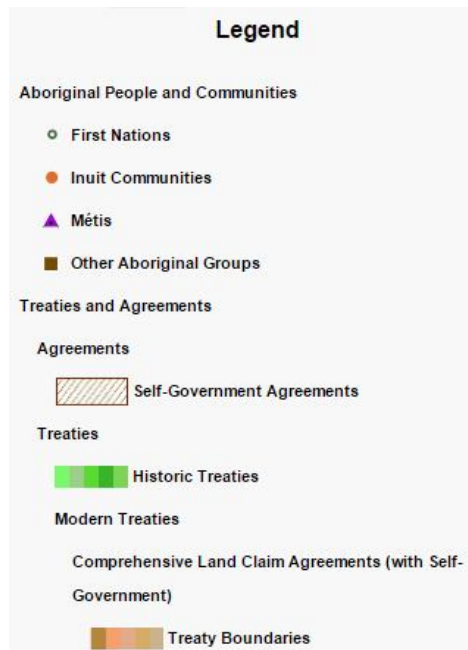 Legend
Aboriginal People and Communities
First Nations
Inuit Communities
Métis
Other Aboriginal Groups
Treaties and Agreements
Agreements
Self-Government Agreements
Treaties
Historic Treaties
Modern Treaties
Comprehensive Land Claim Agreements (with Self-
Government)
Treaty Boundaries